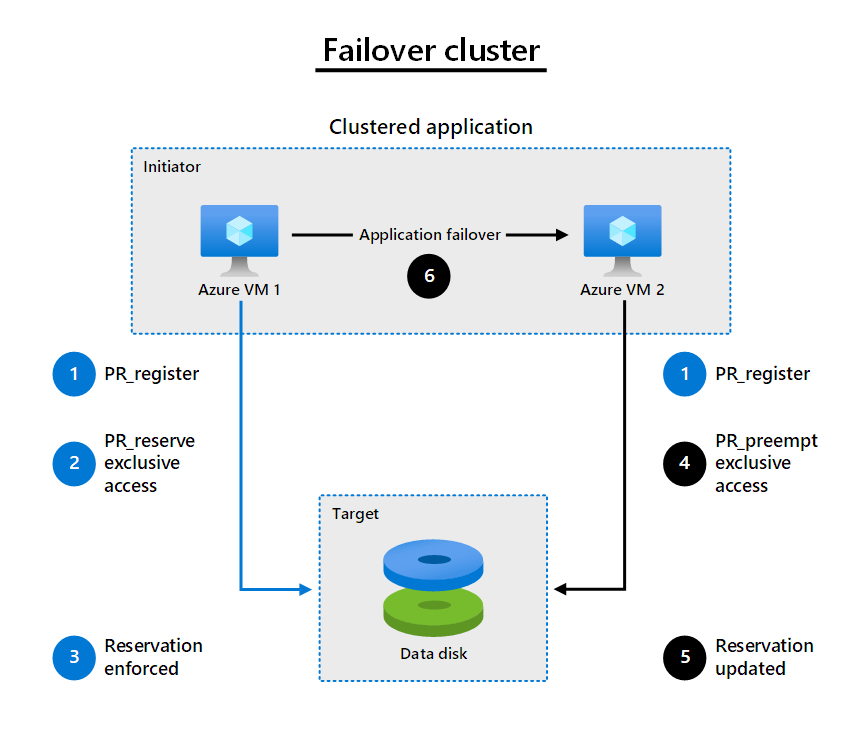 Failover cluster
Clustered application
Initiator
Application failover
6
Azure VM 1
Azure VM 2
1
PR_register
1
PR_register
2
PR_reserve
exclusive
access
4
PR_preempt
exclusive
access
Target
Data disk
3
Reservation
enforced
5
Reservation
updated